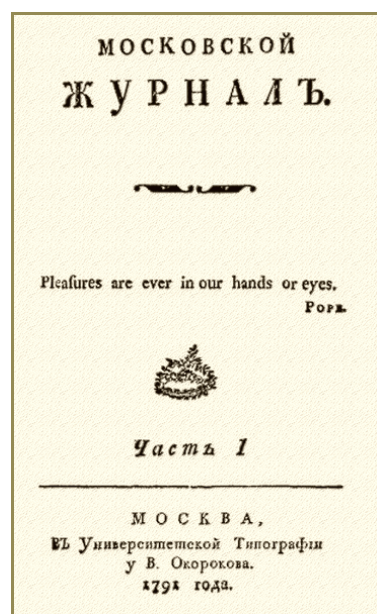 МОСКОВСКОЙ
ЖУРНАЛЪ.
Pleaſures are ever in our hands or eyes.
POPE.
Часть I
МОСКВА,
ВЪ Университетской Типографіи
у В. Окорокова.
1791 года.